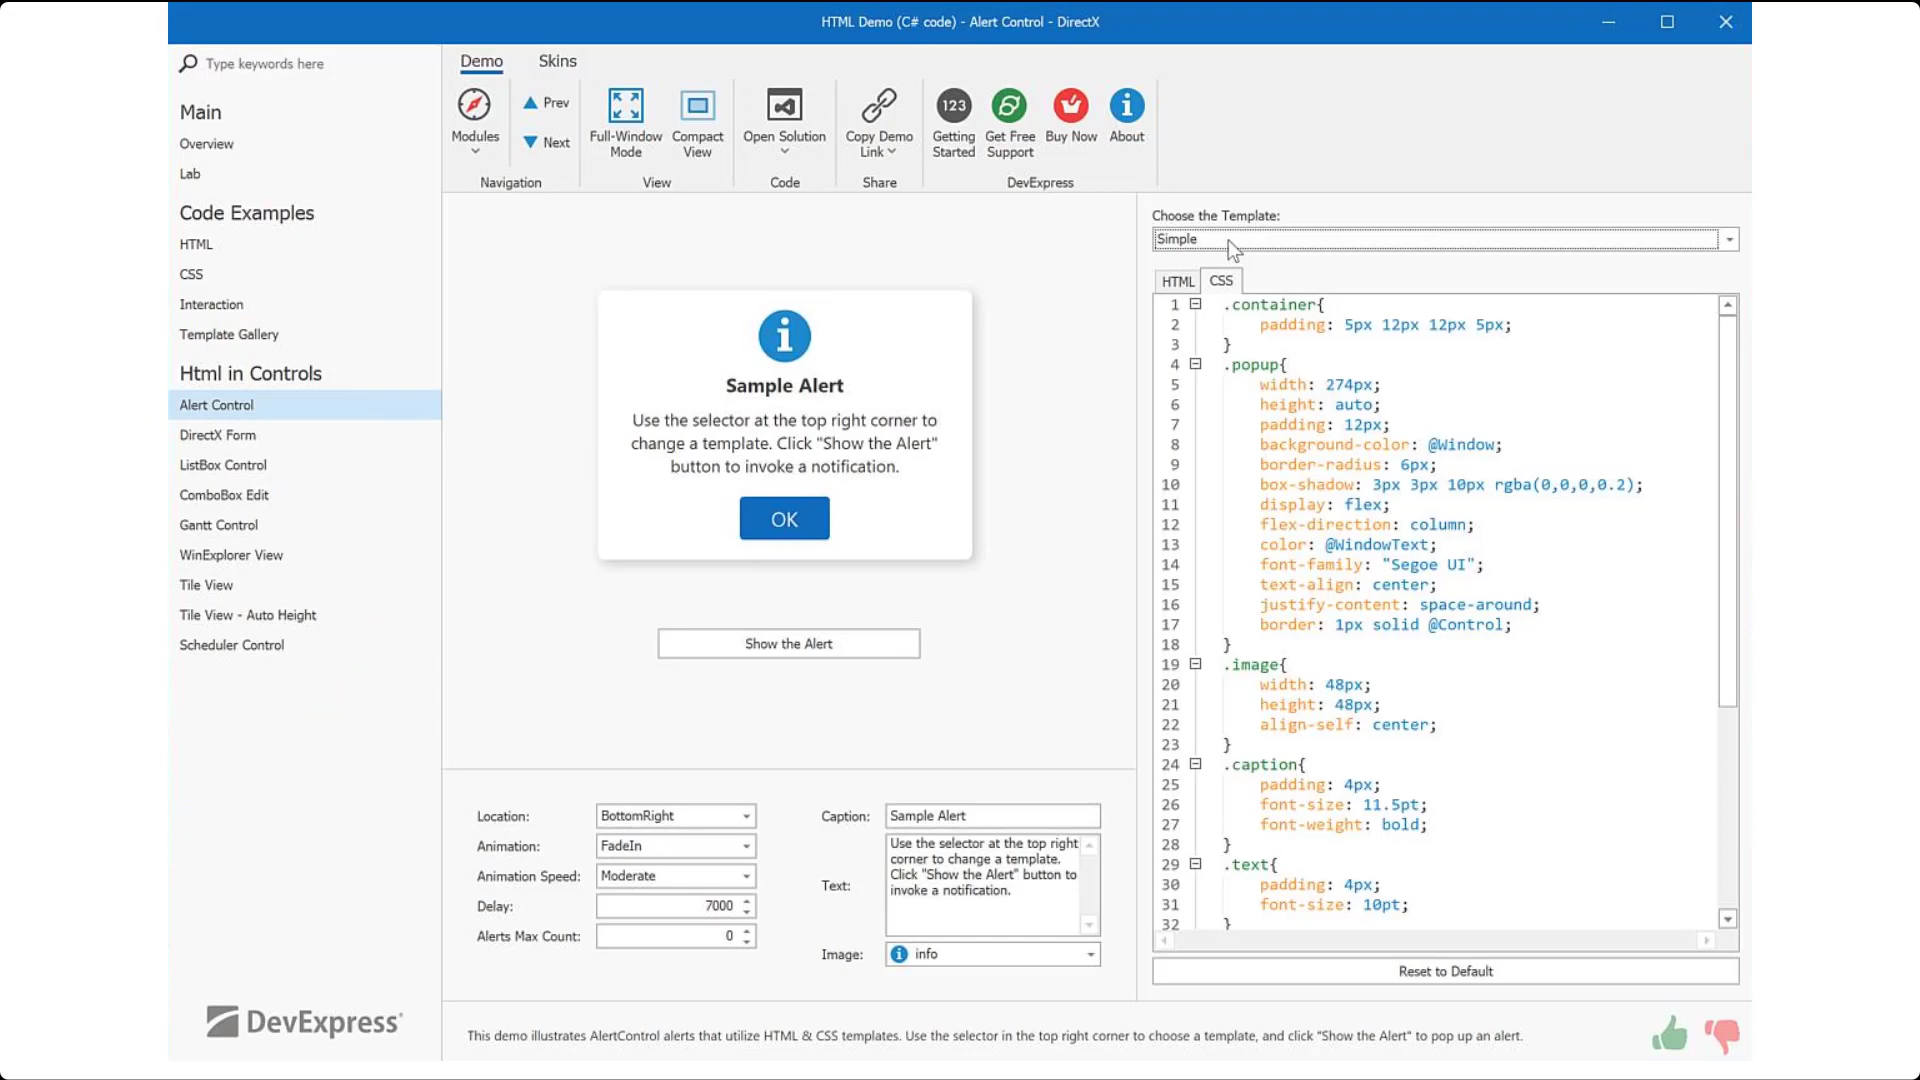 HTML Demo (C# code) - Alert Control - DirectX
Type keywords here
Main
Overview
Lab
Code Examples
HTML
CSS
Interaction
Template Gallery
Html in Controls
Alert Control
DirectX Form
ListBox Control
ComboBox Edit
Gantt Control
WinExplorer View
Tile View
Tile View - Auto Height
Scheduler Control
DevExpress
Demo Skins
Modules
Prev
Next
Navigation
Full-Window
Mode
Compact
View
View
Open Solution
Code
Copy Demo
Link
Share
123
Getting
Started
Get Free
Support
Buy Now
About
DevExpress
Sample Alert
Use the selector at the top right corner to
change a template. Click "Show the Alert"
button to invoke a notification.
OK
Show the Alert
Location: BottomRight
Animation: FadeIn
Animation Speed: Moderate
Delay: 7000
Alerts Max Count: 0
Caption: Sample Alert
Text:
Use the selector at the top right
corner to change a template.
Click "Show the Alert" button to
invoke a notification.
Image: info
Choose the Template:
Simple
HTML CSS
1 .container{
2 padding: 5px 12px 12px 5px;
3 }
4 .popup{
5 width: 274px;
6 height: auto;
7 padding: 12px;
8 background-color: @Window;
9 border-radius: 6px;
10 box-shadow: 3px 3px 10px rgba(0,0,0,0.2);
11 display: flex;
12 flex-direction: column;
13 color: @WindowText;
14 font-family: "Segoe UI";
15 text-align: center;
16 justify-content: space-around;
17 border: 1px solid @Control;
18 }
19 .image{
20 width: 48px;
21 height: 48px;
22 align-self: center;
23 }
24 .caption{
25 padding: 4px;
26 font-size: 11.5pt;
27 font-weight: bold;
28 }
29 .text{
30 padding: 4px;
31 font-size: 10pt;
32 }
Reset to Default
This demo illustrates AlertControl alerts that utilize HTML & CSS templates. Use the selector in the top right corner to choose a template, and click "Show the Alert" to pop up an alert.